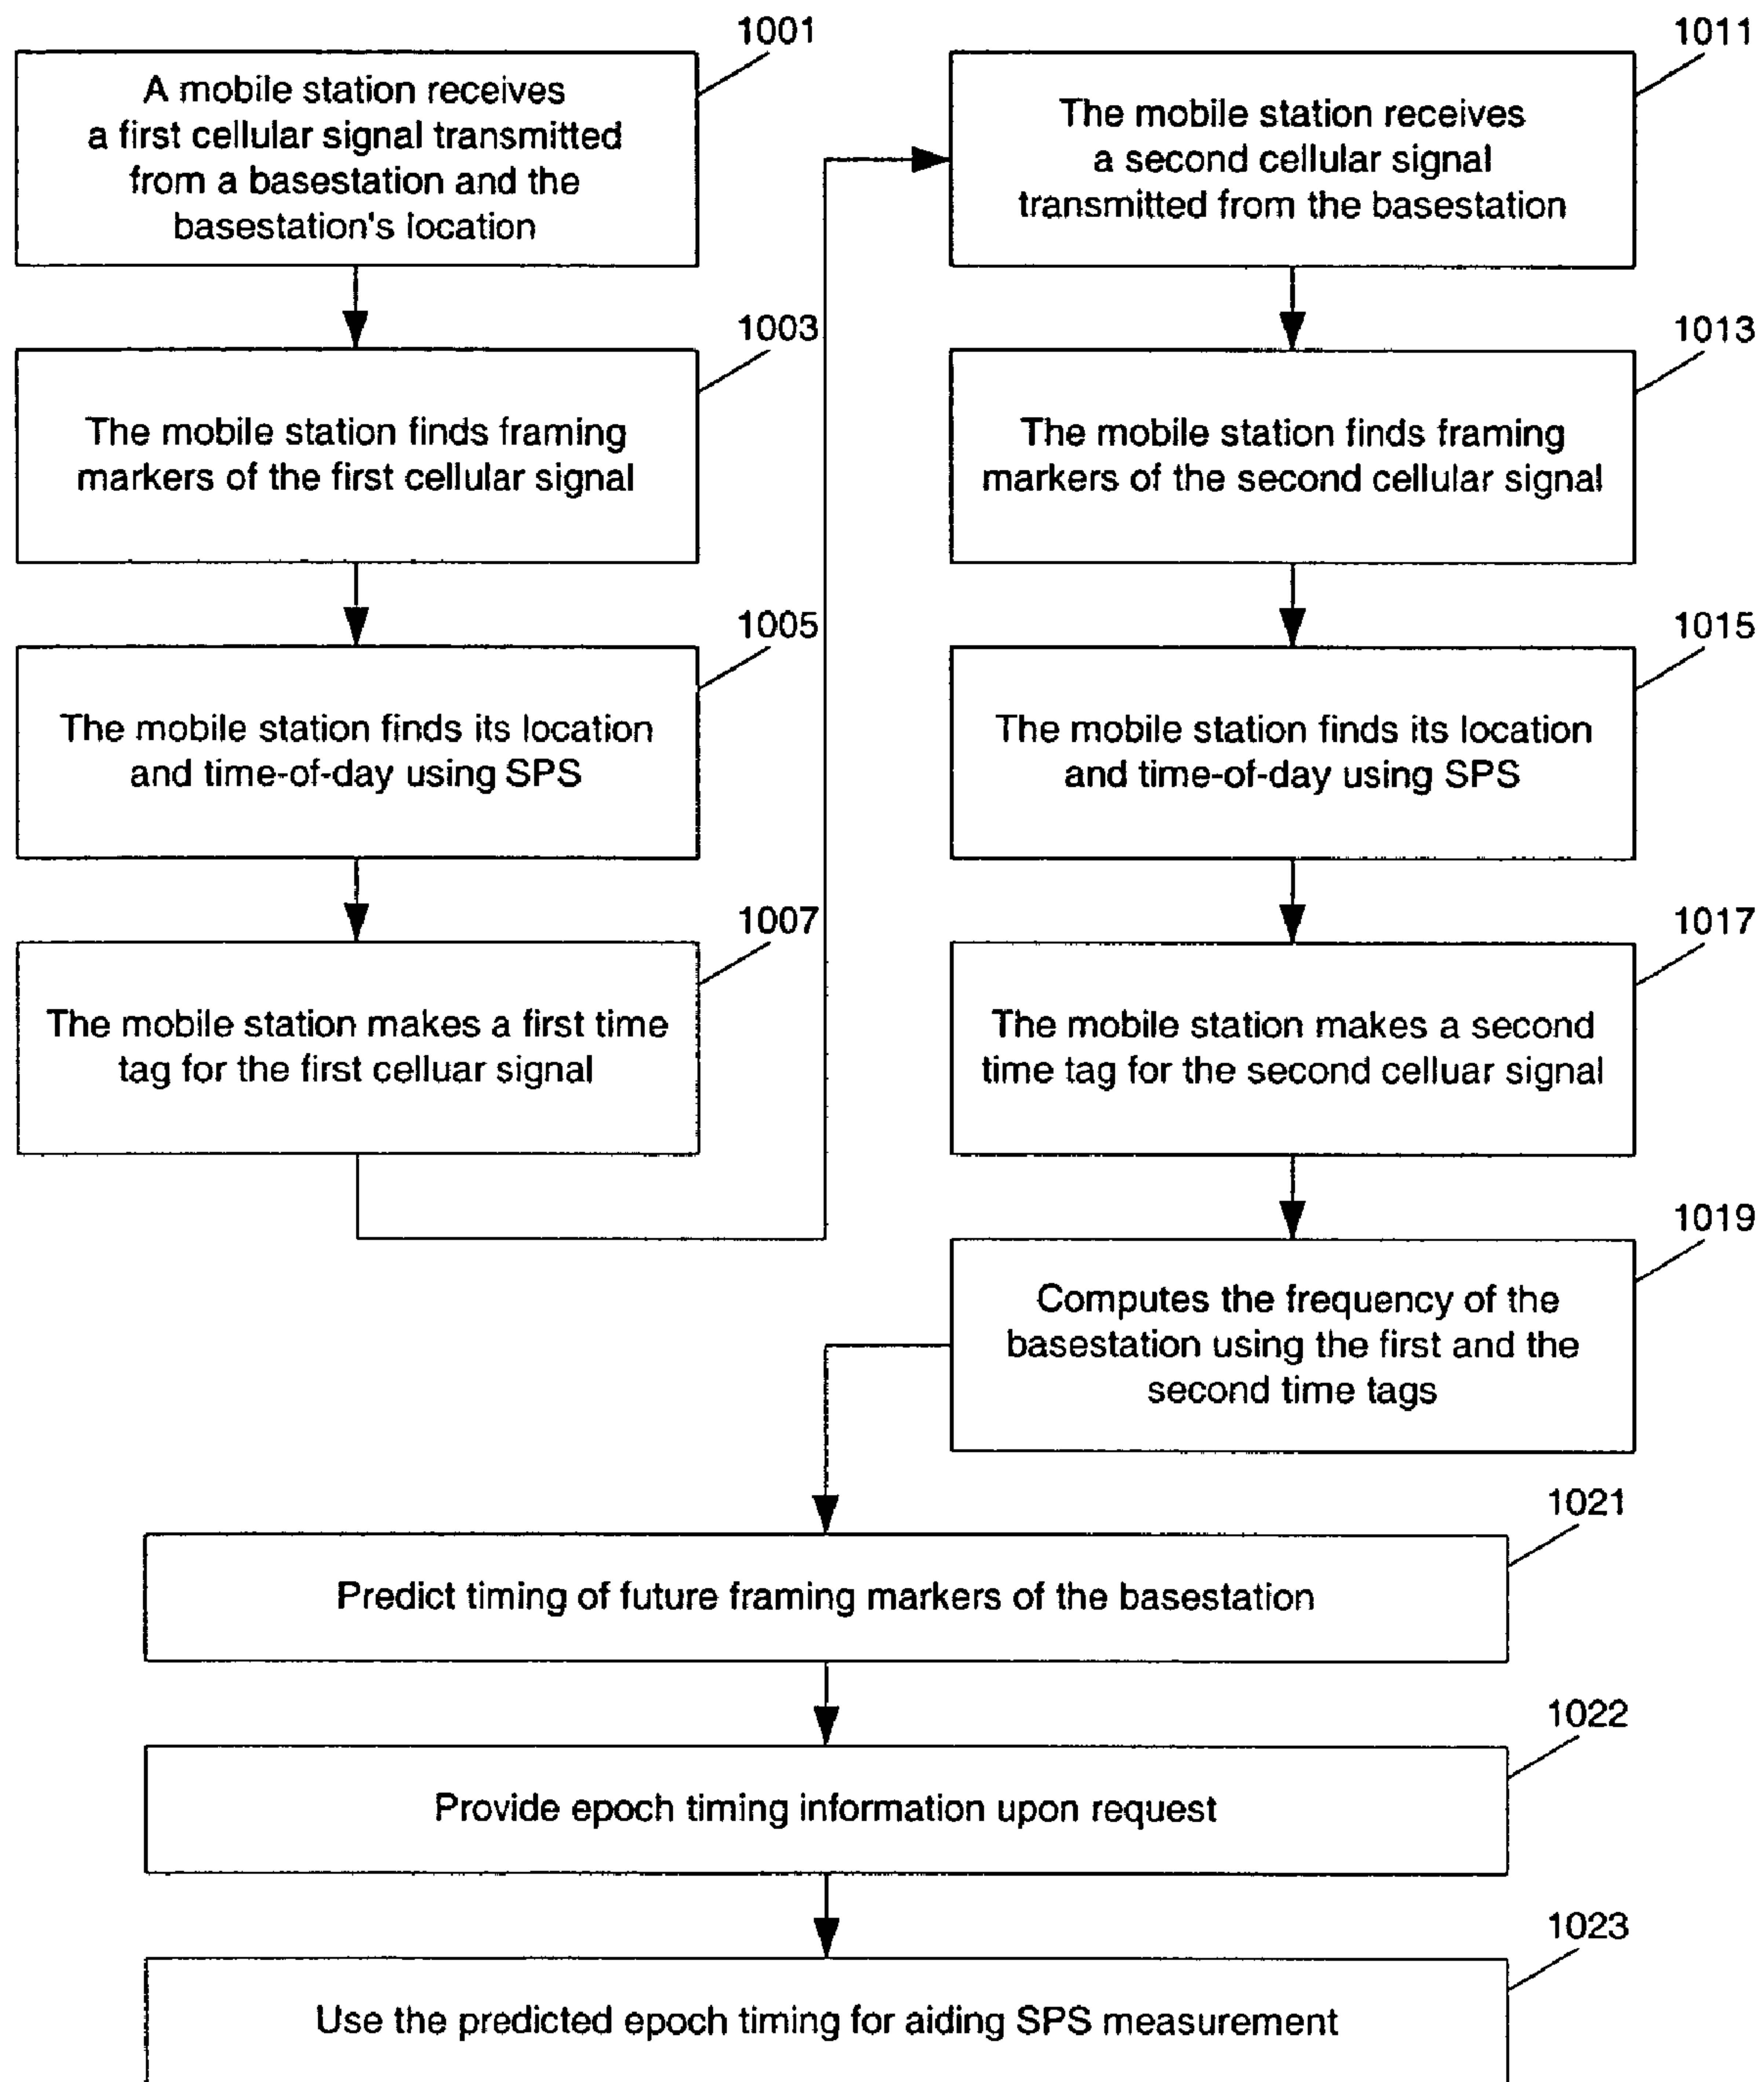 1001
A mobile station receives
a first cellular signal transmitted
from a basestation and the
basestation's location
1003
The mobile station finds framing
markers of the first cellular signal
1005
The mobile station finds its location
and time-of-day using SPS
1007
The mobile station makes a first time
tag for the first celluar signal
1011
The mobile station receives
a second cellular signal
transmitted from the basestation
1013
The mobile station finds framing
markers of the second cellular signal
1015
The mobile station finds its location
and time-of-day using SPS
1017
The mobile station makes a second
time tag for the second celluar signal
1019
Computes the frequency of the
basestation using the first and the
second time tags
1021
Predict timing of future framing markers of the basestation
1022
Provide epoch timing information upon request
1023
Use the predicted epoch timing for aiding SPS measurement